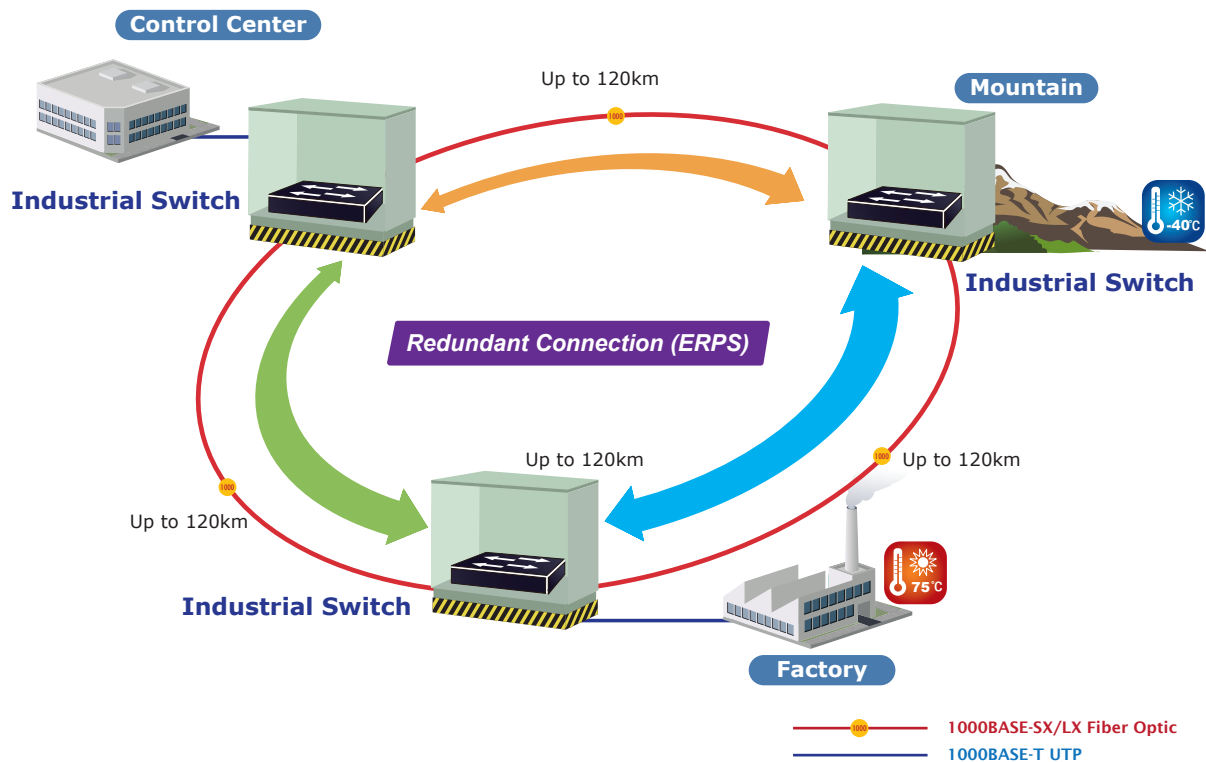 Control Center
Up to 120km
1000
Mountain
Industrial Switch
-40°C
Industrial Switch
Redundant Connection (ERPS)
Up to 120km
1000
Up to 120km
1000
Up to 120km
75°C
Industrial Switch
Factory
1000
1000BASE-SX/LX Fiber Optic
1000BASE-T UTP